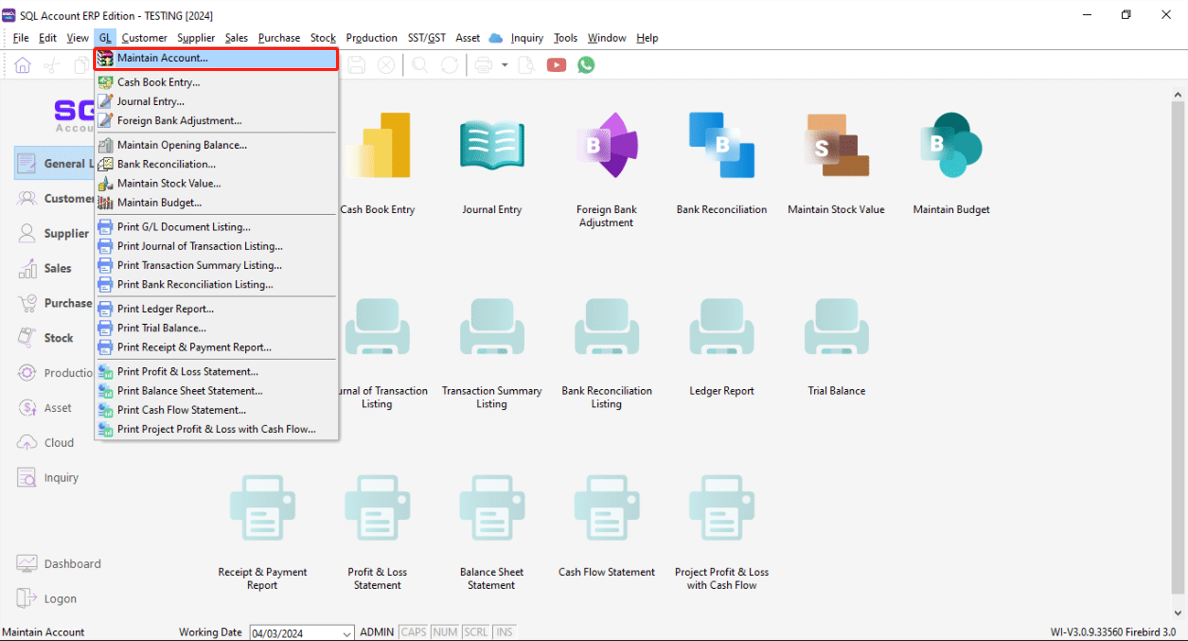 SQL Account ERP Edition - TESTING [2024]
File Edit View GL Customer Supplier Sales Purchase Stock Production SST/GST Asset Inquiry Tools Window Help
Maintain Account...
Cash Book Entry...
Journal Entry...
Foreign Bank Adjustment...
Maintain Opening Balance...
Bank Reconciliation...
Maintain Stock Value...
Maintain Budget...
Print G/L Document Listing...
Print Journal of Transaction Listing...
Print Transaction Summary Listing...
Print Bank Reconciliation Listing...
Print Ledger Report...
Print Trial Balance...
Print Receipt & Payment Report...
Print Profit & Loss Statement...
Print Balance Sheet Statement...
Print Cash Flow Statement...
Print Project Profit & Loss with Cash Flow...
SQ
Accou
General L
Customer
Supplier
Sales
Purchase
Stock
Productio
Asset
Cloud
Inquiry
Dashboard
Logon
B
B
S
B
Cash Book Entry
Journal Entry
Foreign Bank
Adjustment
Bank Reconciliation
Maintain Stock Value
Maintain Budget
urnal of Transaction
Listing
Transaction Summary
Listing
Bank Reconciliation
Listing
Ledger Report
Trial Balance
Receipt & Payment
Report
Profit & Loss
Statement
Balance Sheet
Statement
Cash Flow Statement
Project Profit & Loss
with Cash Flow
Maintain Account Working Date 04/03/2024 ADMIN CAPS NUM SCRL INS WI-V3.0.9.33560 Firebird 3.0